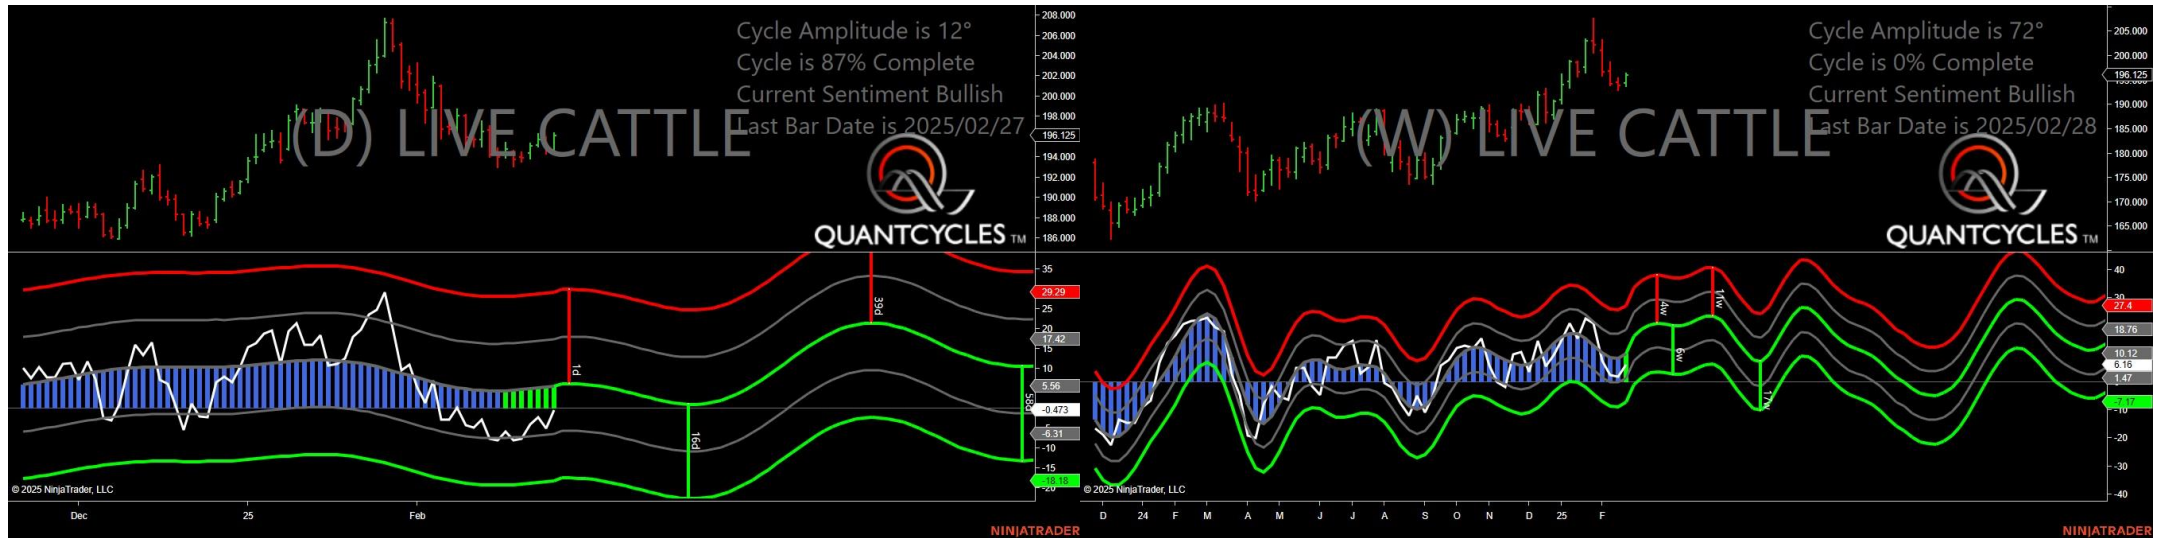 Cycle Amplitude is 12°
Cycle is 87% Complete
Current Sentiment Bullish
Last Bar Date is 2025/02/27
(D) LIVE CATTLE
QUANTCYCLES TM
208.000
206.000
204.000
202.000
200.000
198.000
196.125
194.000
192.000
190.000
188.000
186.000
1d
16d
39d
58d
35
29.29
25
20
17.42
15
10
5.56
-0.473
-6.31
-10
-15
-18.18
-20
© 2025 NinjaTrader, LLC
Dec
25
Feb
NINJATRADER
Cycle Amplitude is 72°
Cycle is 0% Complete
Current Sentiment Bullish
Last Bar Date is 2025/02/28
(W) LIVE CATTLE
QUANTCYCLES TM
205.000
200.000
196.125
190.000
185.000
180.000
175.000
170.000
165.000
4w
6w
11w
17w
40
30
27.4
18.76
10.12
6.16
1.47
-7.17
-10
-20
-30
-40
© 2025 NinjaTrader, LLC
D 24 F M A M J J A S O N D 25 F
NINJATRADER